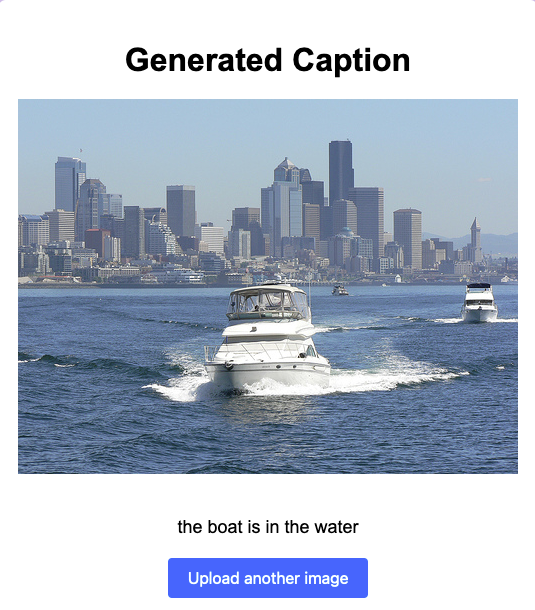 Generated Caption
the boat is in the water
Upload another image